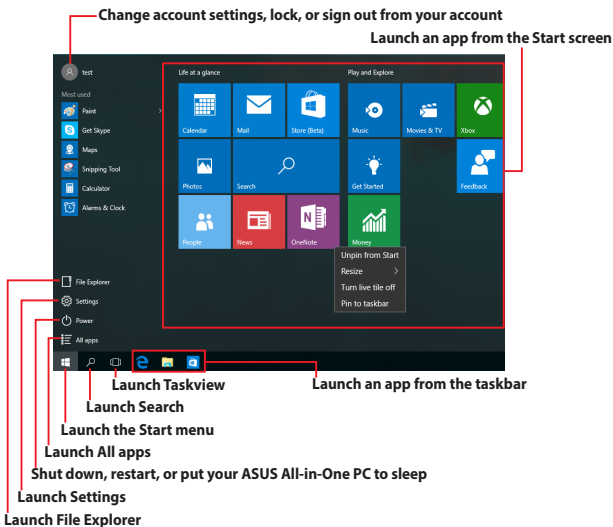 Change account settings, lock, or sign out from your account
Launch an app from the Start screen
test
Life at a glance
Play and Explore
Most used
Paint
Get Skype
Maps
Snipping Tool
Calculator
Alarms & Clock
Calendar
Mail
Store (Beta)
Music
Movies & TV
Xbox
Photos
Search
Get Started
Feedback
People
News
OneNote
Money
Unpin from Start
Resize
Turn live tile off
Pin to taskbar
File Explorer
Settings
Power
All apps
Launch Taskview
Launch an app from the taskbar
Launch Search
Launch the Start menu
Launch All apps
Shut down, restart, or put your ASUS All-in-One PC to sleep
Launch Settings
Launch File Explorer